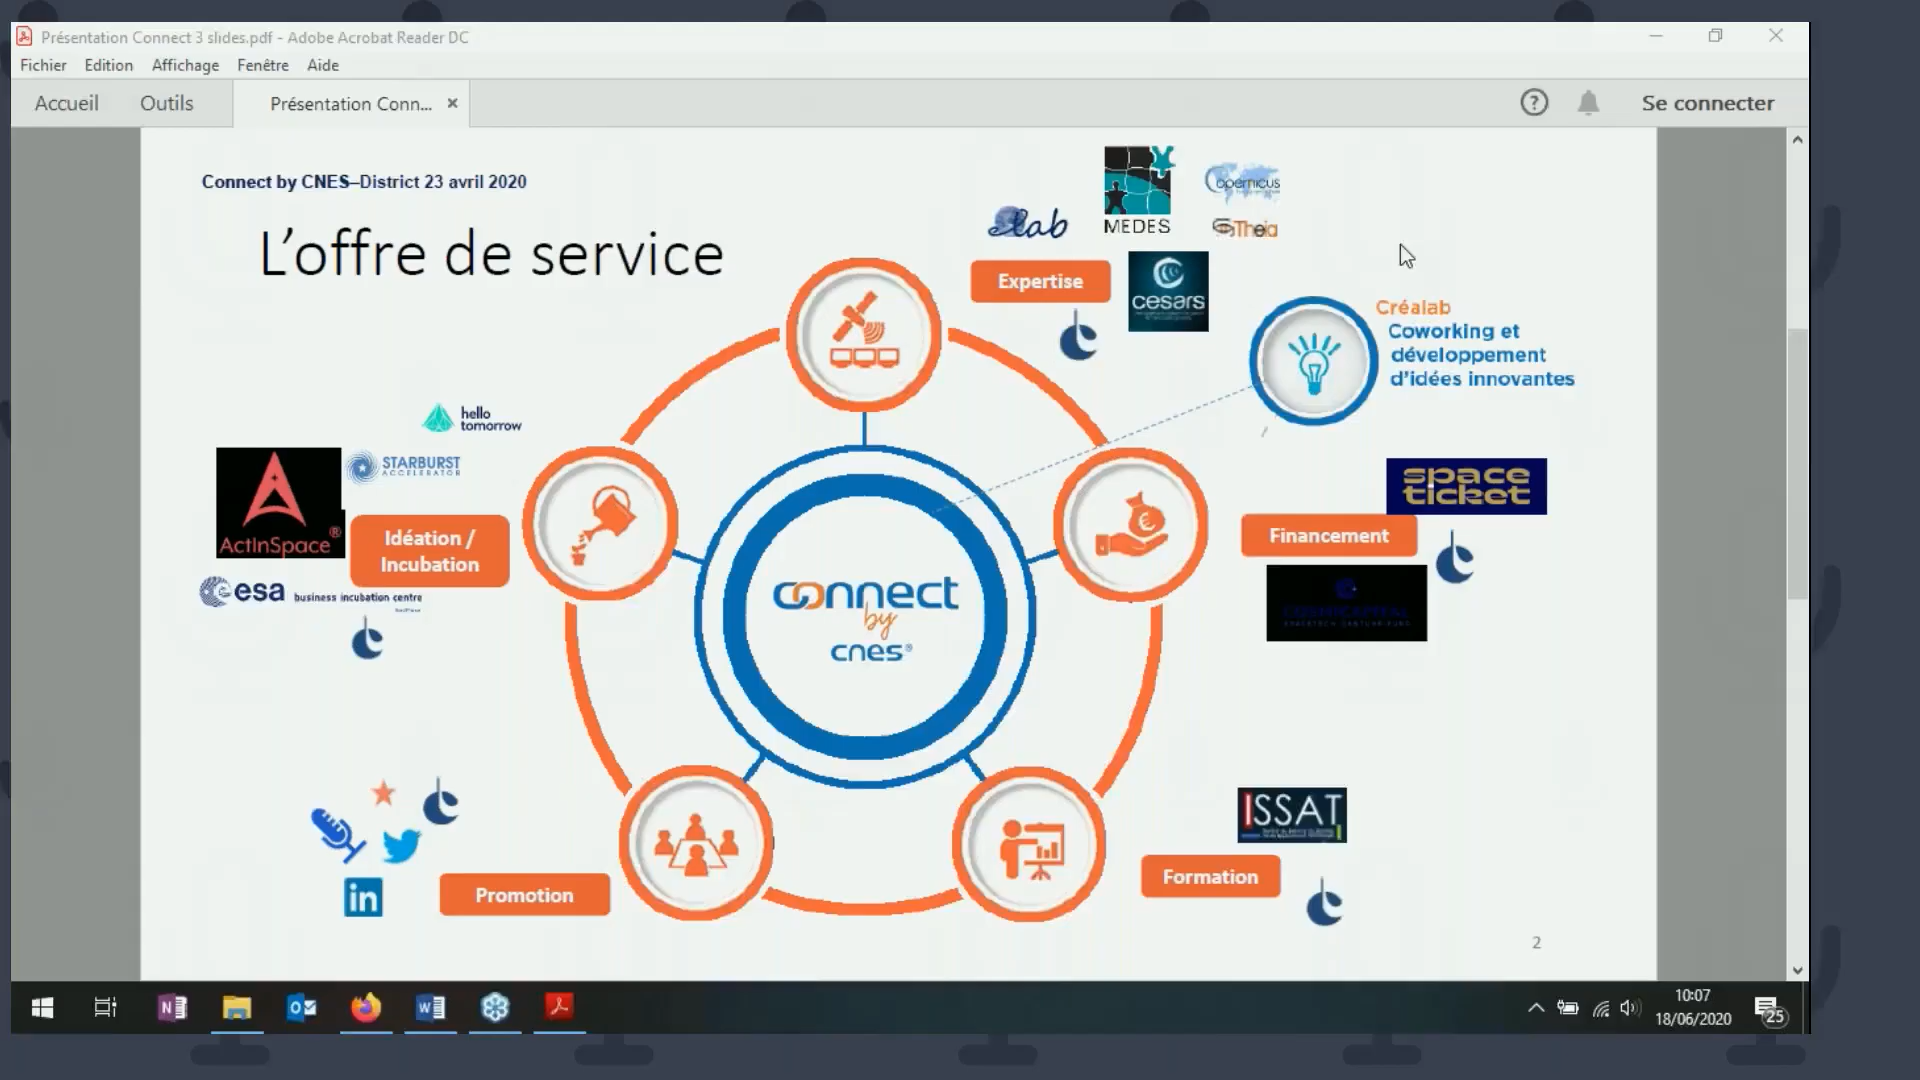 Présentation Connect 3 slides.pdf - Adobe Acrobat Reader DC
Fichier Edition Affichage Fenêtre Aide
Accueil Outils Présentation Conn... ×
? Se connecter
Connect by CNES–District 23 avril 2020
L'offre de service
elab
MEDES
Copernicus
Theia
Expertise
cesars
Créalab
Coworking et
développement
d'idées innovantes
hello
tomorrow
STARBURST
ACCELERATOR
ActInSpace®
Idéation /
Incubation
esa business incubation centre
space
ticket
Financement
connect
by
cnes®
ISSAT
Formation
in
Promotion
2
10:07
18/06/2020
25